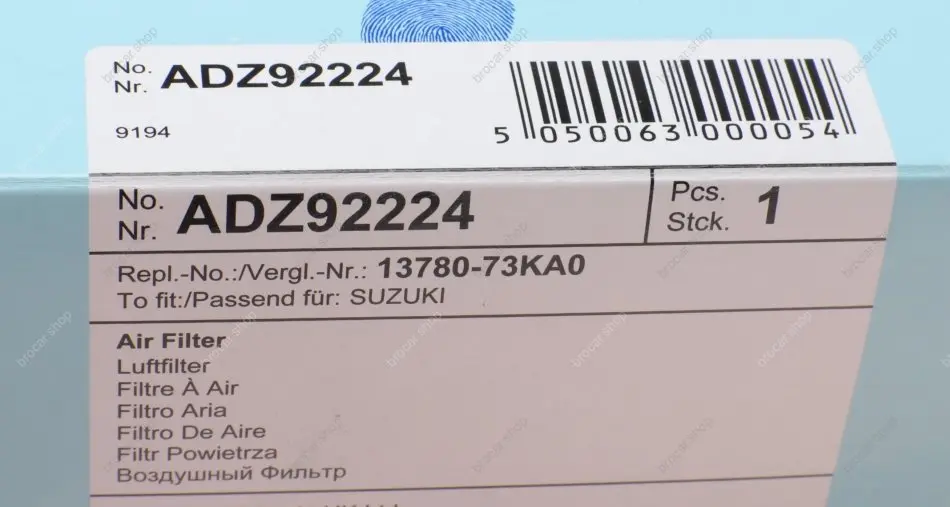 No.
Nr. ADZ92224
9194
5 050063 000054
No.
Nr. ADZ92224
Pcs.
Stck. 1
Repl.-No.:/Vergl.-Nr.: 13780-73KA0
To fit:/Passend für: SUZUKI
Air Filter
Luftfilter
Filtre À Air
Filtro Aria
Filtro De Aire
Filtr Powietrza
Воздушный Фильтр
brocar.shop